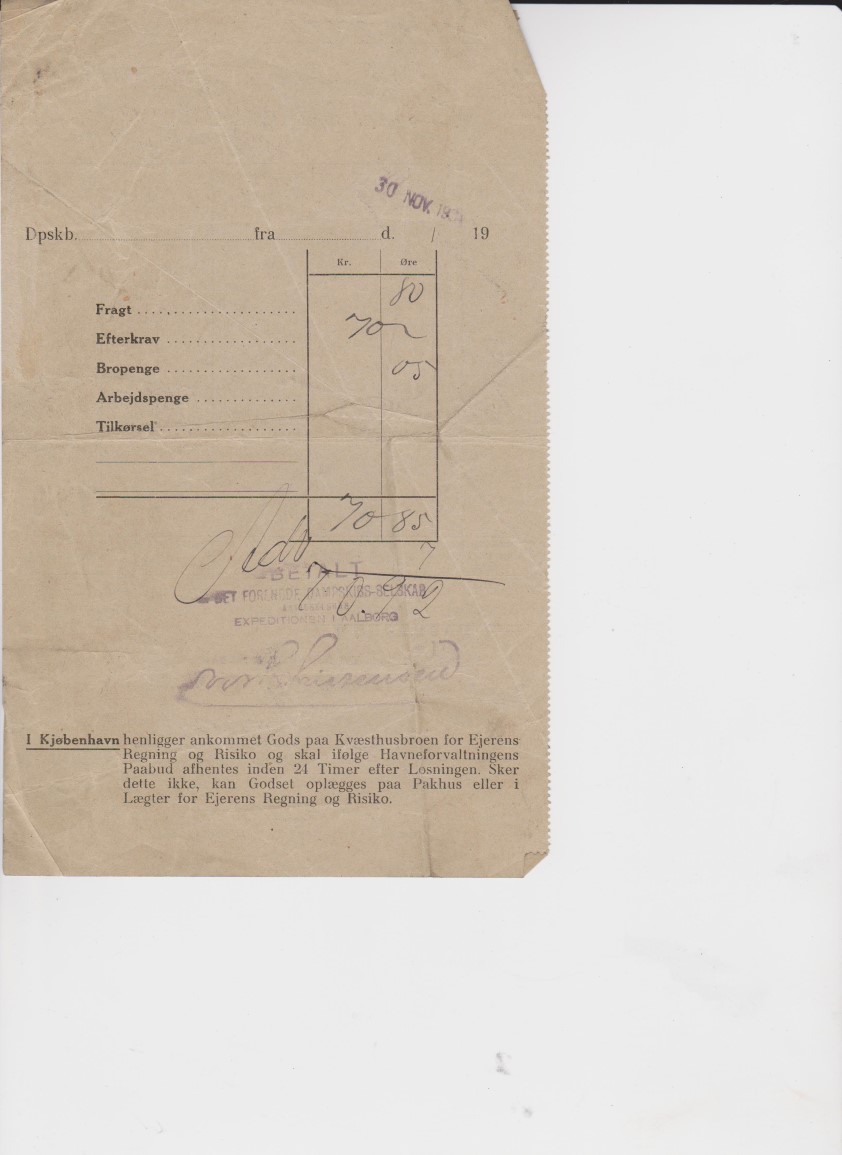 30 NOV. 19
Dpskb. fra d. / 19
Kr. Øre
Fragt 80
Efterkrav 70 ~
Bropenge 05
Arbejdspenge
Tilkørsel
70 85
7
BETALT
70.92
DET FORENEDE DAMPSKIBS-SELSKAB
EXPEDITIONEN I AALBORG
I Kjøbenhavn henligger ankommet Gods paa Kvæsthusbroen for Ejerens
Regning og Risiko og skal ifølge Havneforvaltningens
Paabud afhentes inden 24 Timer efter Losningen. Sker
dette ikke, kan Godset oplægges paa Pakhus eller i
Lægter for Ejerens Regning og Risiko.